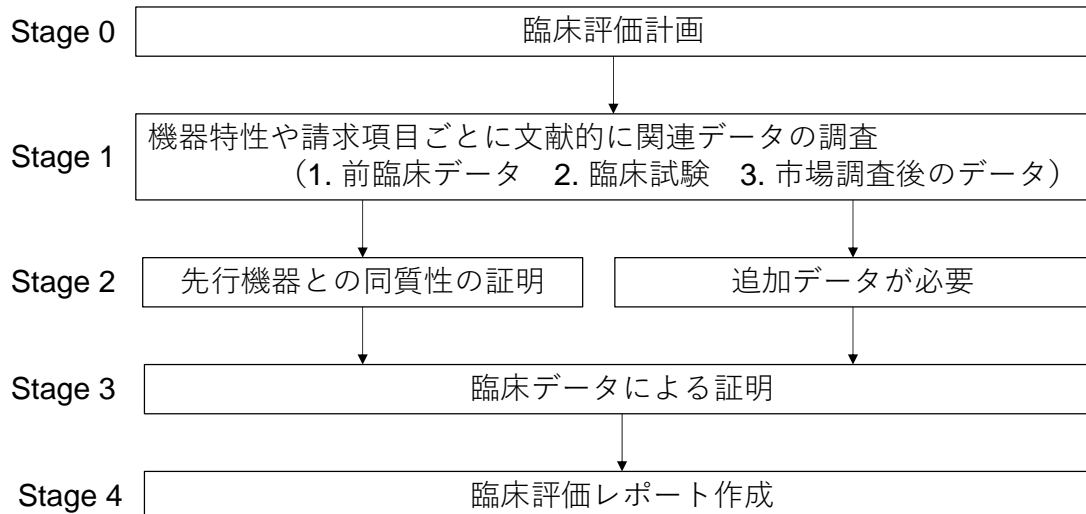 Stage 0 臨床評価計画
Stage 1 機器特性や請求項目ごとに文献的に関連データの調査
（1. 前臨床データ　2. 臨床試験　3. 市場調査後のデータ）
Stage 2 先行機器との同質性の証明 追加データが必要
Stage 3 臨床データによる証明
Stage 4 臨床評価レポート作成